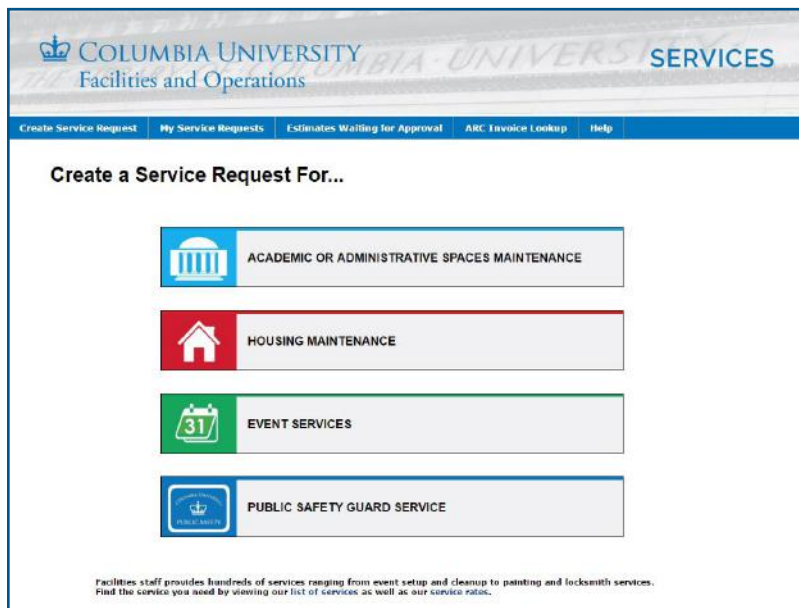 COLUMBIA UNIVERSITY
Facilities and Operations
SERVICES
Create Service Request My Service Requests Estimates Waiting for Approval ARC Invoice Lookup Help
Create a Service Request For...
ACADEMIC OR ADMINISTRATIVE SPACES MAINTENANCE
HOUSING MAINTENANCE
31
EVENT SERVICES
PUBLIC SAFETY
PUBLIC SAFETY GUARD SERVICE
Facilities staff provides hundreds of services ranging from event setup and cleanup to painting and locksmith services.
Find the service you need by viewing our list of services as well as our service rates.